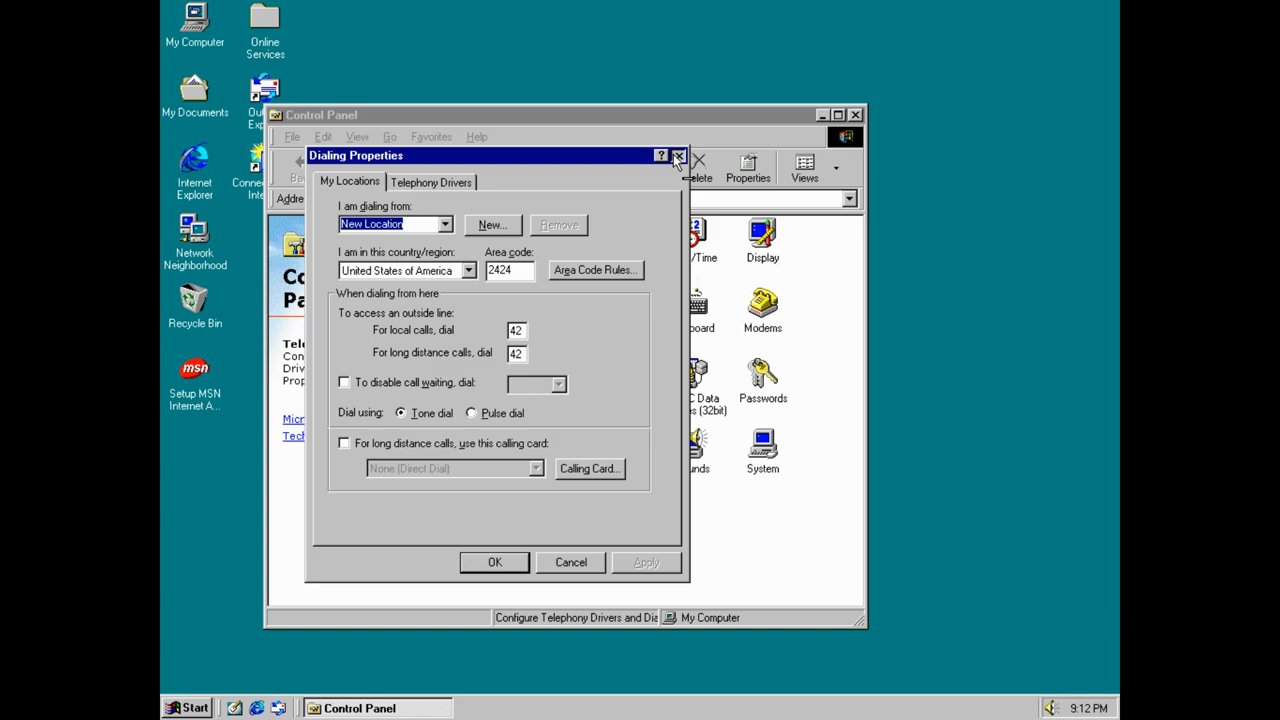 My Computer
Online
Services
My Documents
Internet
Explorer
Network
Neighborhood
Recycle Bin
Setup MSN
Internet A...
Control Panel
File Edit View Go Favorites Help
Properties
Views
Dialing Properties
My Locations
Telephony Drivers
I am dialing from:
New Location
New...
Remove
I am in this country/region:
Area code:
United States of America
2424
Area Code Rules...
When dialing from here
To access an outside line:
For local calls, dial
42
For long distance calls, dial
42
To disable call waiting, dial:
Dial using:
Tone dial
Pulse dial
For long distance calls, use this calling card:
None (Direct Dial)
Calling Card...
OK
Cancel
Apply
Display
Modems
Passwords
(32bit)
System
Configure Telephony Drivers and Dia
My Computer
Start
Control Panel
9:12 PM